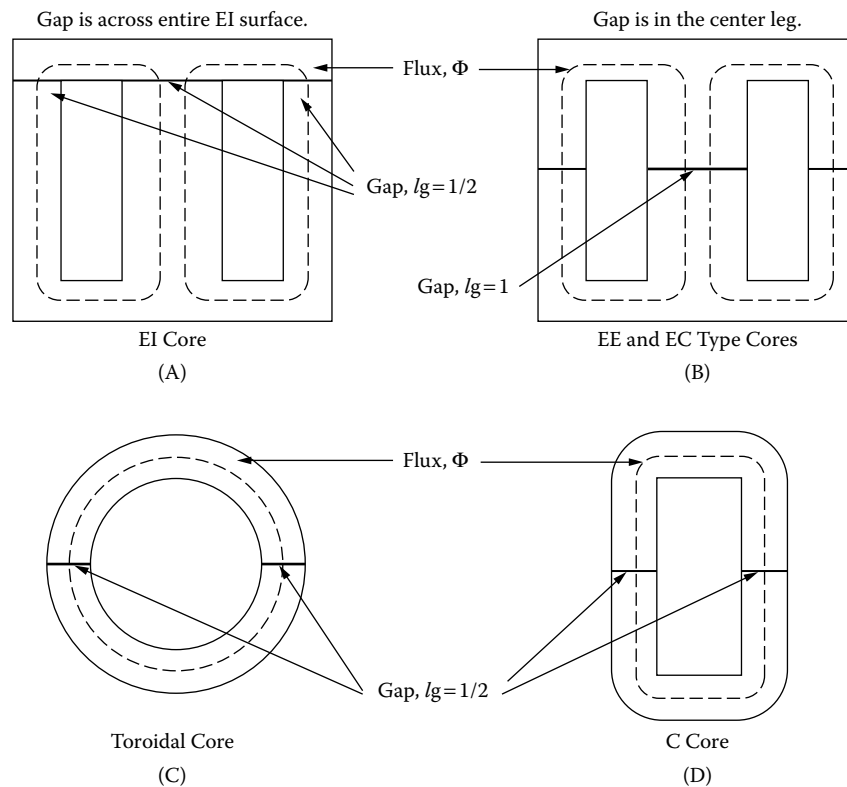 Gap is across entire EI surface.
Gap is in the center leg.
Flux, Φ
Gap, lg=1/2
Gap, lg=1
EI Core
(A)
EE and EC Type Cores
(B)
Flux, Φ
Gap, lg=1/2
Toroidal Core
(C)
C Core
(D)